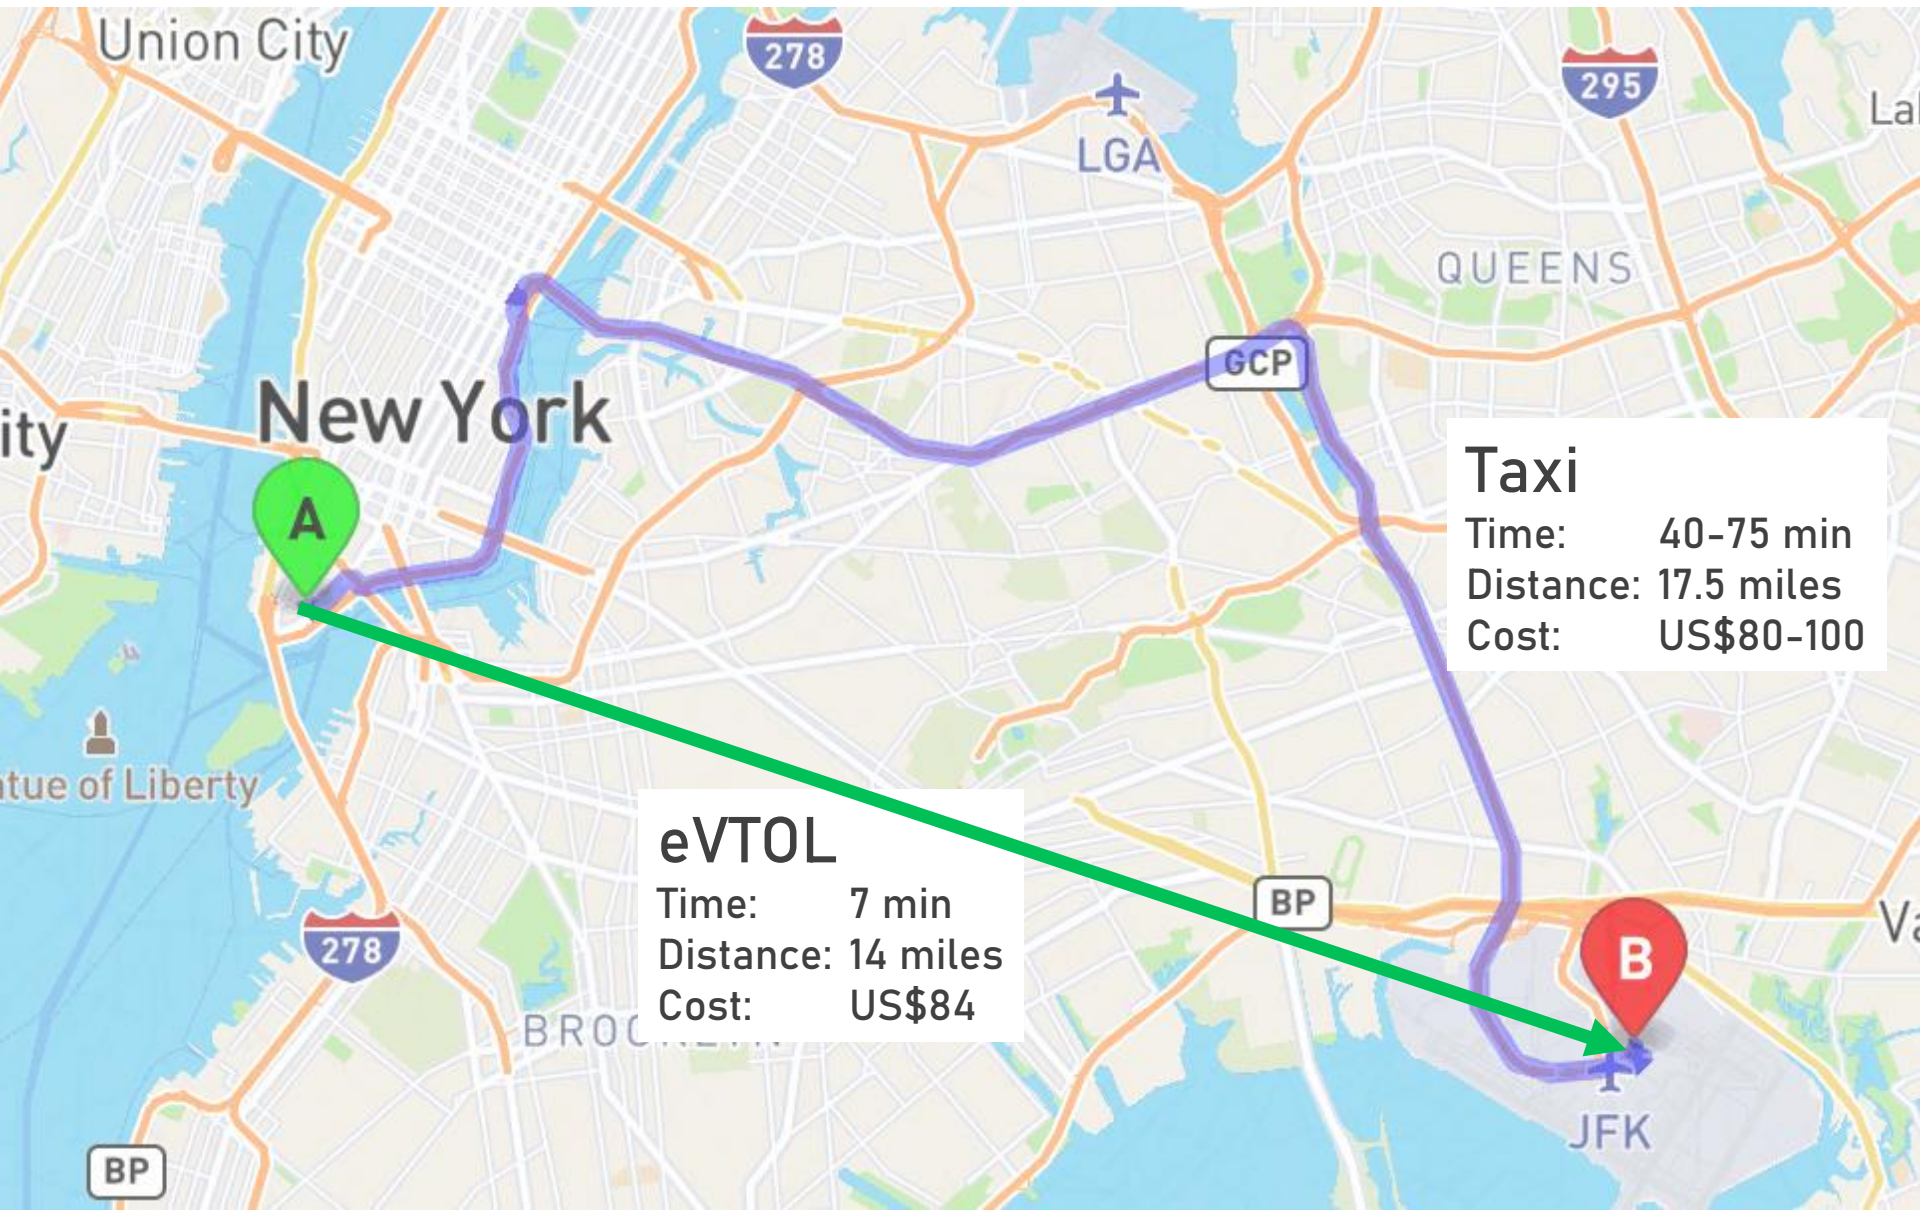 Union City
278
295
La
LGA
QUEENS
GCP
New York
ity
A
Taxi
Time: 40-75 min
Distance: 17.5 miles
Cost: US$80-100
tue of Liberty
eVTOL
Time: 7 min
Distance: 14 miles
Cost: US$84
BP
Va
278
B
BROOKLYN
JFK
BP